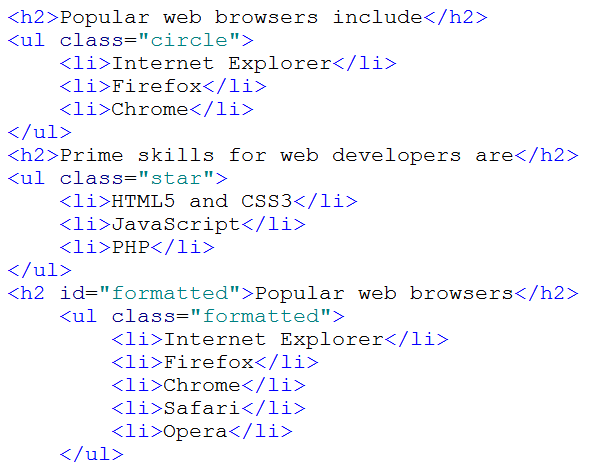 <h2>Popular web browsers include</h2>
<ul class="circle">
    <li>Internet Explorer</li>
    <li>Firefox</li>
    <li>Chrome</li>
</ul>
<h2>Prime skills for web developers are</h2>
<ul class="star">
    <li>HTML5 and CSS3</li>
    <li>JavaScript</li>
    <li>PHP</li>
</ul>
<h2 id="formatted">Popular web browsers</h2>
    <ul class="formatted">
        <li>Internet Explorer</li>
        <li>Firefox</li>
        <li>Chrome</li>
        <li>Safari</li>
        <li>Opera</li>
    </ul>